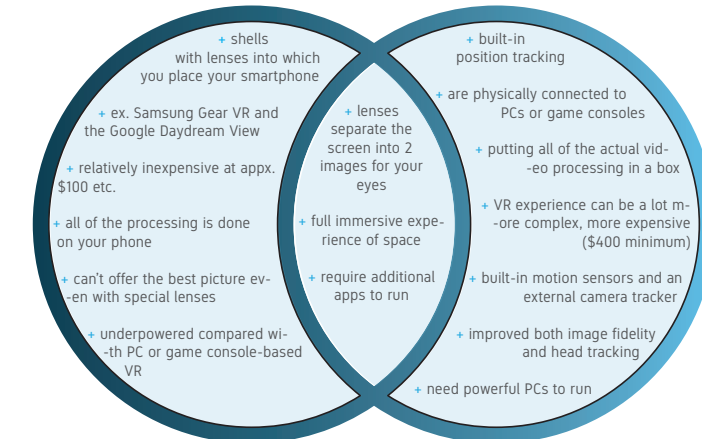 + shells
with lenses into which
you place your smartphone
+ ex. Samsung Gear VR and
the Google Daydream View
+ relatively inexpensive at appx.
$100 etc.
+ all of the processing is done
on your phone
+ can't offer the best picture ev-
-en with special lenses
+ underpowered compared wi-
-th PC or game console-based
VR
+ lenses
separate the
screen into 2
images for your
eyes
+ full immersive expe-
rience of space
+ require additional
apps to run
+ built-in
position tracking
+ are physically connected to
PCs or game consoles
+ putting all of the actual vid-
-eo processing in a box
+ VR experience can be a lot m-
-ore complex, more expensive
($400 minimum)
+ built-in motion sensors and an
external camera tracker
+ improved both image fidelity
and head tracking
+ need powerful PCs to run